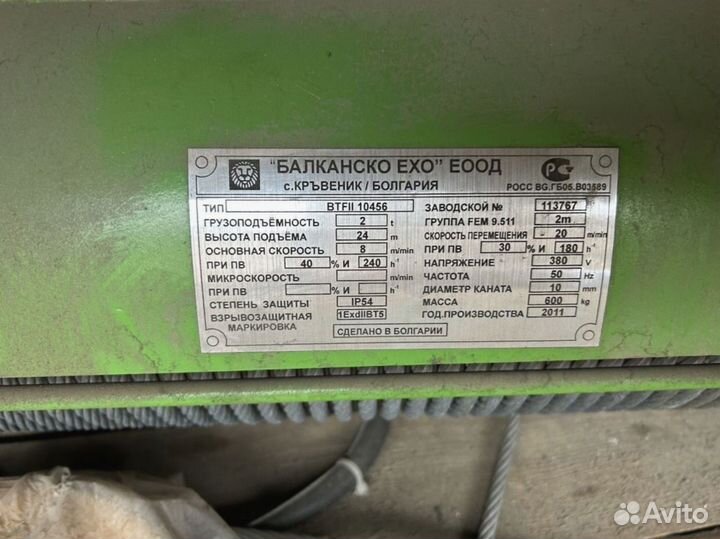 "БАЛКАНСКО ЕХО" ЕООД
с.КРЪВЕНИК / БОЛГАРИЯ
РОСС BG.ГБ05.В03589
ТИП BTFII 10456
ГРУЗОПОДЪЁМНОСТЬ 2 t
ВЫСОТА ПОДЪЁМА 24 m
ОСНОВНАЯ СКОРОСТЬ 8 m/min
ПРИ ПВ 40 % И 240 h⁻¹
МИКРОСКОРОСТЬ m/min
ПРИ ПВ % И h⁻¹
СТЕПЕНЬ ЗАЩИТЫ IP54
ВЗРЫВОЗАЩИТНАЯ МАРКИРОВКА 1ExdIIBT5
ЗАВОДСКОЙ № 113767
ГРУППА FEM 9.511 2m
СКОРОСТЬ ПЕРЕМЕЩЕНИЯ - 20 m/min
ПРИ ПВ 30 % И 180 h⁻¹
НАПРЯЖЕНИЕ 380 V
ЧАСТОТА 50 Hz
ДИАМЕТР КАНАТА 10 mm
МАССА 600 kg
ГОД.ПРОИЗВОДСТВА 2011
СДЕЛАНО В БОЛГАРИИ
Avito